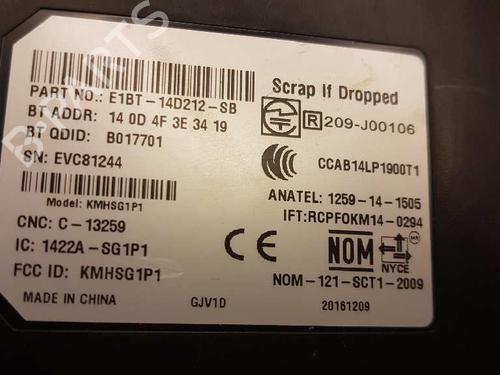 PART NO.: E1BT-14D212-SB
BT ADDR: 14 0D 4F 3E 34 19
BT QDID: B017701
SN: EVC81244
Model: KMHSG1P1
CNC: C-13259
IC: 1422A-SG1P1
FCC ID: KMHSG1P1
MADE IN CHINA
GJV1D
Scrap If Dropped
R 209-J00106
CCAB14LP1900T1
ANATEL: 1259-14-1505
IFT:RCPFOKM14-0294
CE
NOM
NYCE
NOM-121-SCT1-2009
20161209